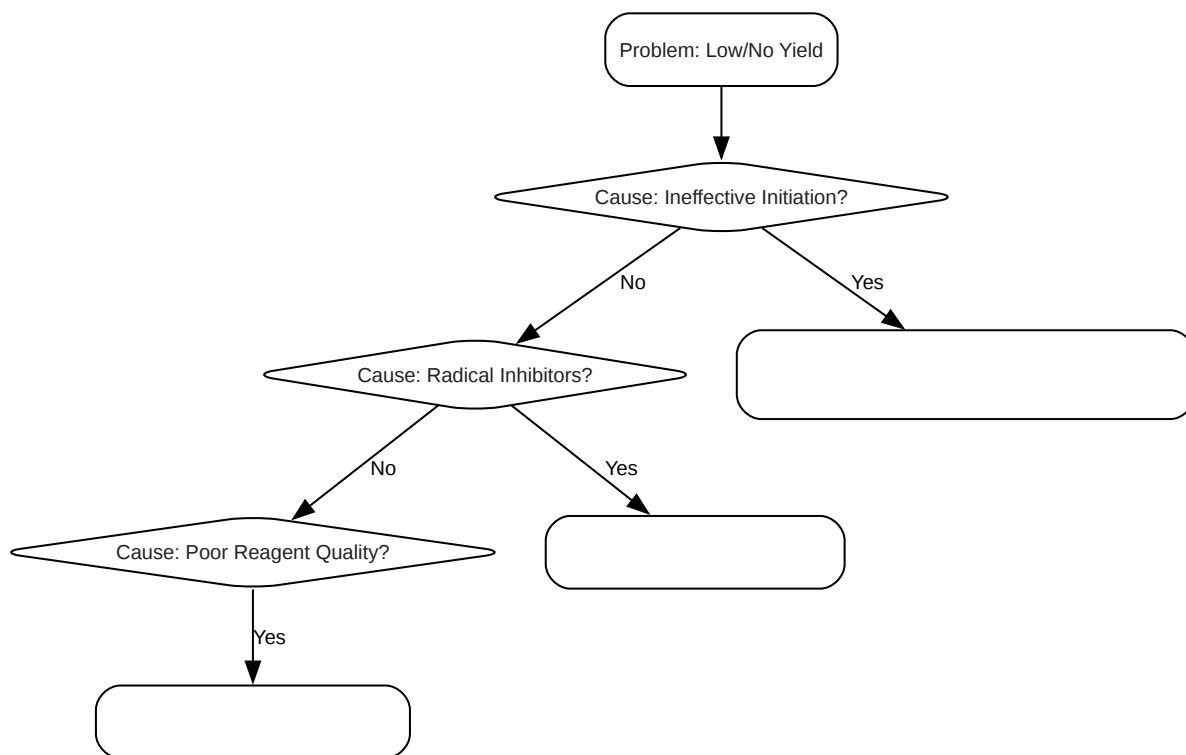 Problem: Low/No Yield
Cause: Ineffective Initiation?
No
Yes
Cause: Radical Inhibitors?
No
Yes
Cause: Poor Reagent Quality?
Yes